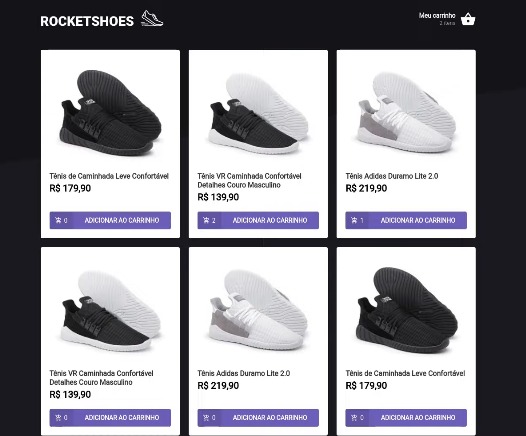 ROCKETSHOES
Meu carrinho
2 itens
Tênis de Caminhada Leve Confortável
R$ 179,90
0 ADICIONAR AO CARRINHO
Tênis VR Caminhada Confortável
Detalhes Couro Masculino
R$ 139,90
2 ADICIONAR AO CARRINHO
Tênis Adidas Duramo Lite 2.0
R$ 219,90
1 ADICIONAR AO CARRINHO
Tênis VR Caminhada Confortável
Detalhes Couro Masculino
R$ 139,90
0 ADICIONAR AO CARRINHO
Tênis Adidas Duramo Lite 2.0
R$ 219,90
0 ADICIONAR AO CARRINHO
Tênis de Caminhada Leve Confortável
R$ 179,90
0 ADICIONAR AO CARRINHO